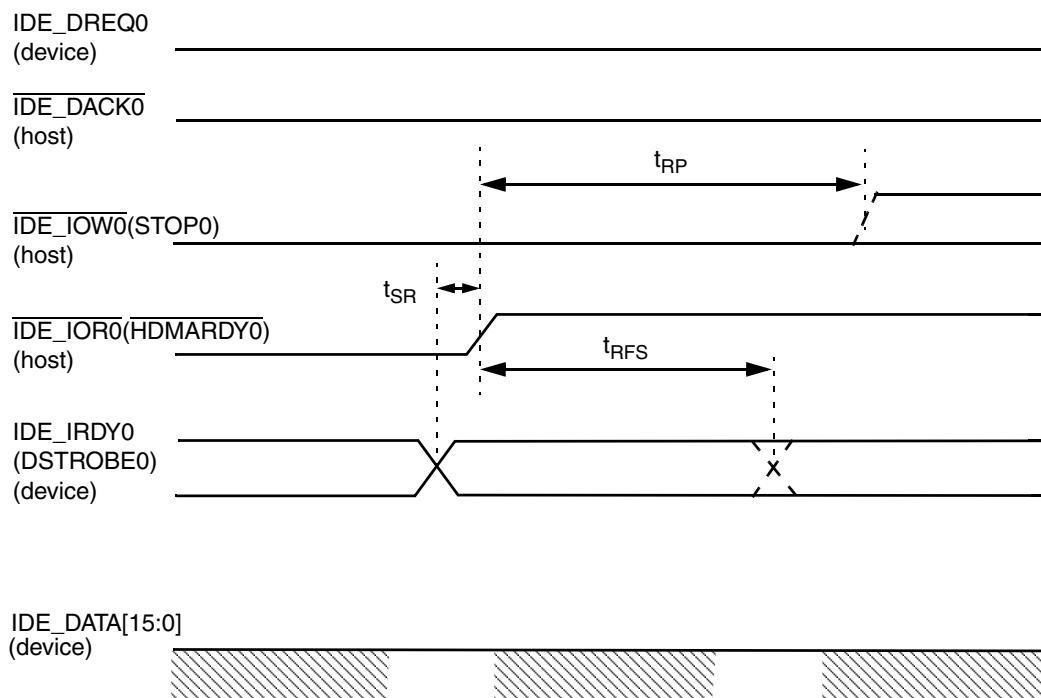 IDE_DREQ0
(device)
IDE_DACK0
(host)
tRP
IDE_IOW0(STOP0)
(host)
tSR
IDE_IOR0(HDMARDY0)
(host)
tRFS
IDE_IRDY0
(DSTROBE0)
(device)
IDE_DATA[15:0]
(device)